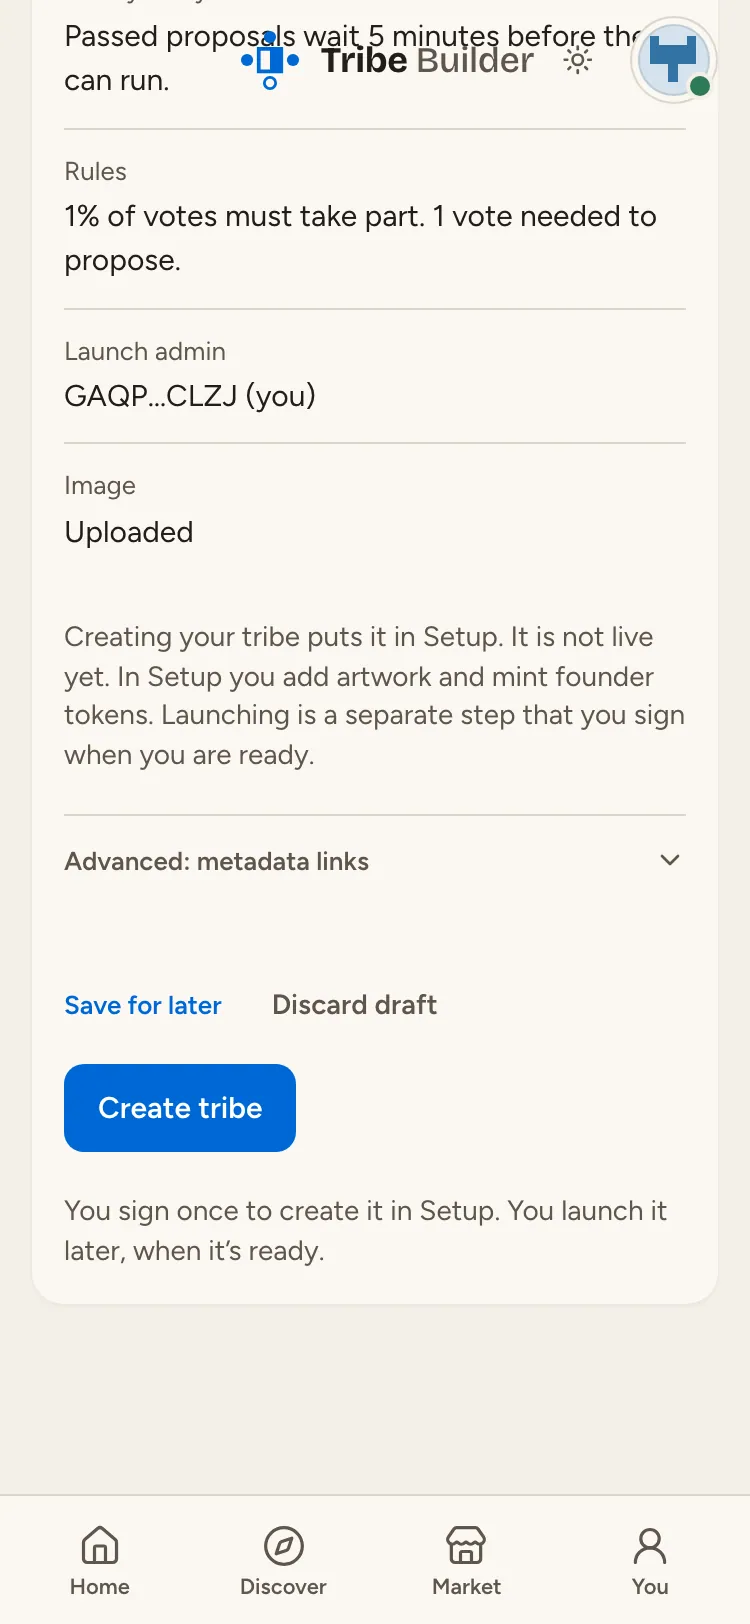 Passed proposals wait 5 minutes before the
Tribe Builder
can run.
Rules
1% of votes must take part. 1 vote needed to
propose.
Launch admin
GAQP...CLZJ (you)
Image
Uploaded
Creating your tribe puts it in Setup. It is not live
yet. In Setup you add artwork and mint founder
tokens. Launching is a separate step that you sign
when you are ready.
Advanced: metadata links
Save for later
Discard draft
Create tribe
You sign once to create it in Setup. You launch it
later, when it’s ready.
Home
Discover
Market
You